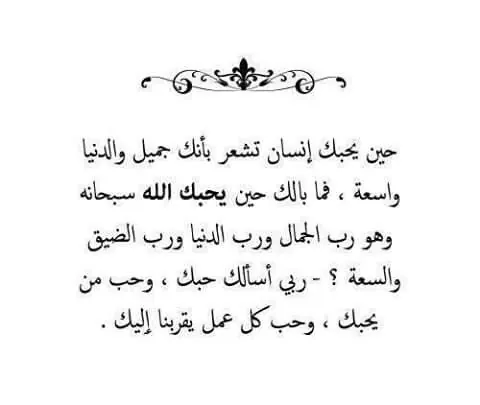 حين يحبك إنسان تشعر بأنك جميل والدنيا
واسعة ، فما بالك حين يحبك الله سبحانه
وهو رب الجمال ورب الدنيا ورب الضيق
والسعة ؟ - ربي أسألك حبك ، وحب من
يحبك ، وحب كل عمل يقربنا إليك .